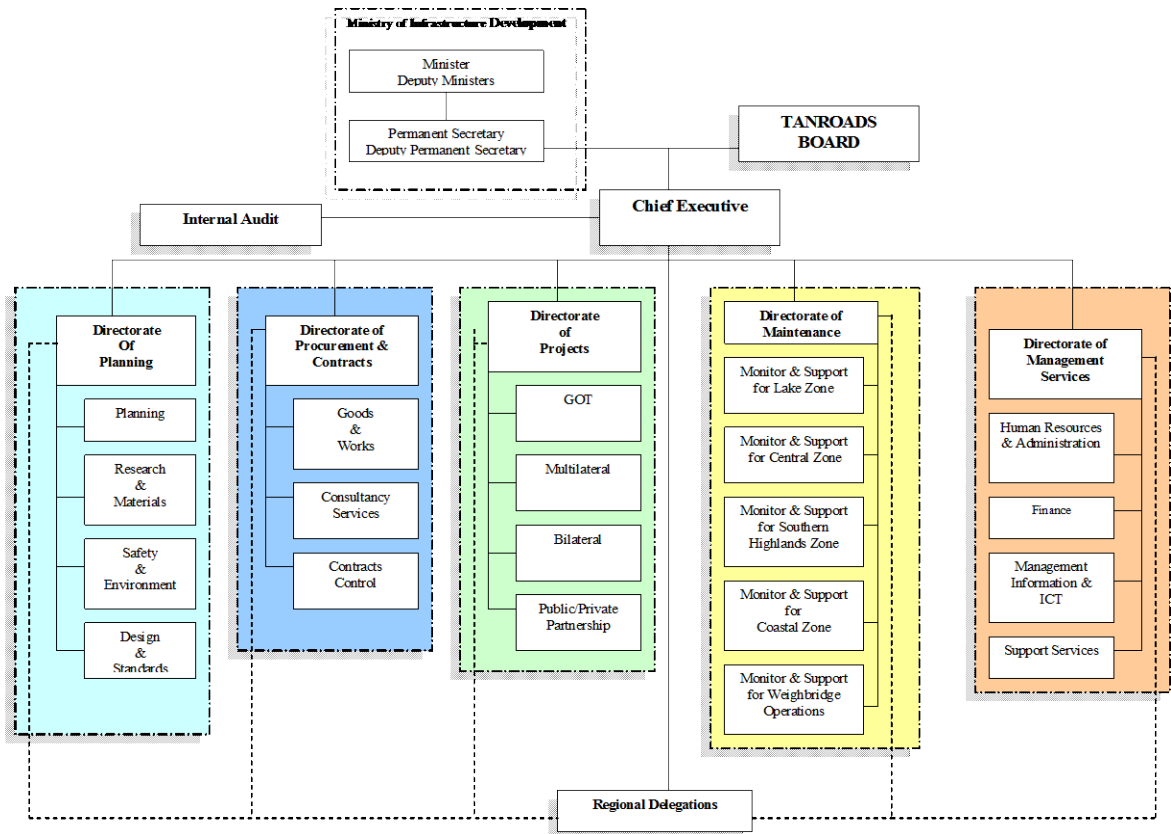 Ministry of Infrastructure Development
Minister
Deputy Ministers
Permanent Secretary
Deputy Permanent Secretary
TANROADS
BOARD
Internal Audit
Chief Executive
Directorate
Of
Planning
Planning
Research
&
Materials
Safety
&
Environment
Design
&
Standards
Directorate of
Procurement &
Contracts
Goods
&
Works
Consultancy
Services
Contracts
Control
Directorate
of
Projects
GOT
Multilateral
Bilateral
Public/Private
Partnership
Directorate of
Maintenance
Monitor & Support
for Lake Zone
Monitor & Support
for Central Zone
Monitor & Support
for Southern
Highlands Zone
Monitor & Support
for
Coastal Zone
Monitor & Support
for Weighbridge
Operations
Directorate of
Management
Services
Human Resources
& Administration
Finance
Management
Information &
ICT
Support Services
Regional Delegations